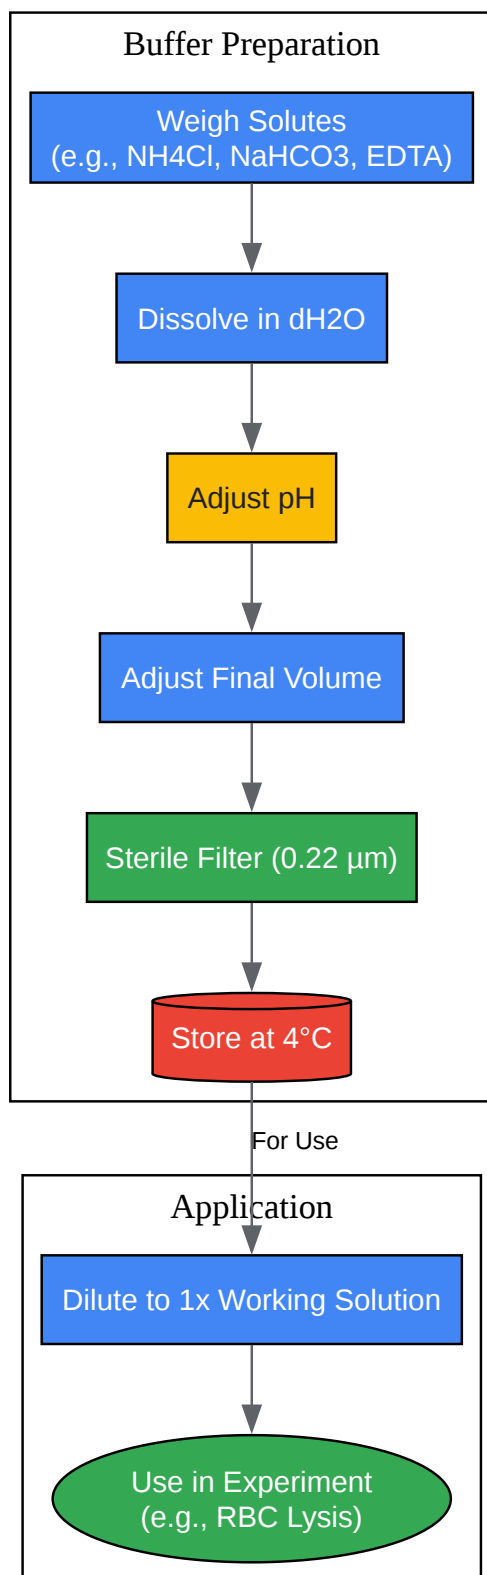 Buffer Preparation
Weigh Solutes
(e.g., NH4Cl, NaHCO3, EDTA)
Dissolve in dH2O
Adjust pH
Adjust Final Volume
Sterile Filter (0.22 µm)
Store at 4°C
For Use
Application
Dilute to 1x Working Solution
Use in Experiment
(e.g., RBC Lysis)